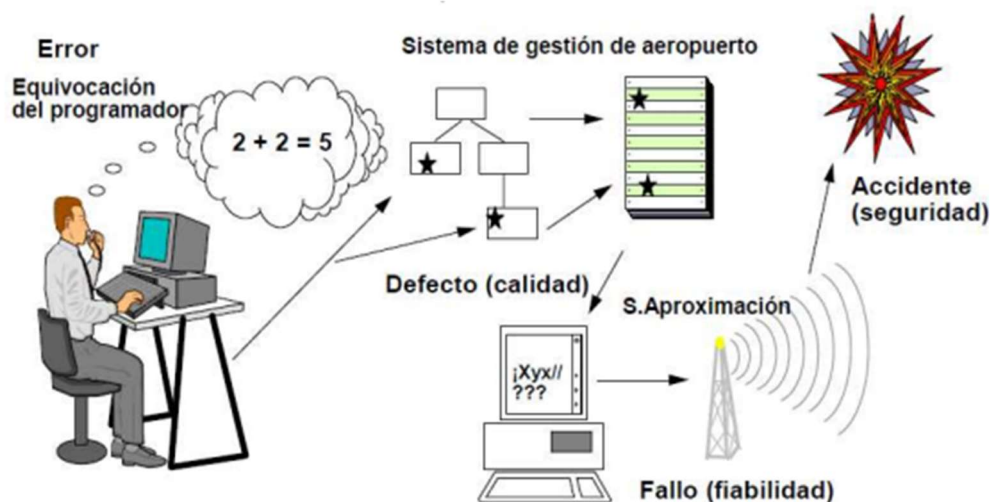 Error
Equivocación
del programador
2 + 2 = 5
Sistema de gestión de aeropuerto
Accidente
(seguridad)
Defecto (calidad)
S.Aproximación
¡Xyx//
???
Fallo (fiabilidad)